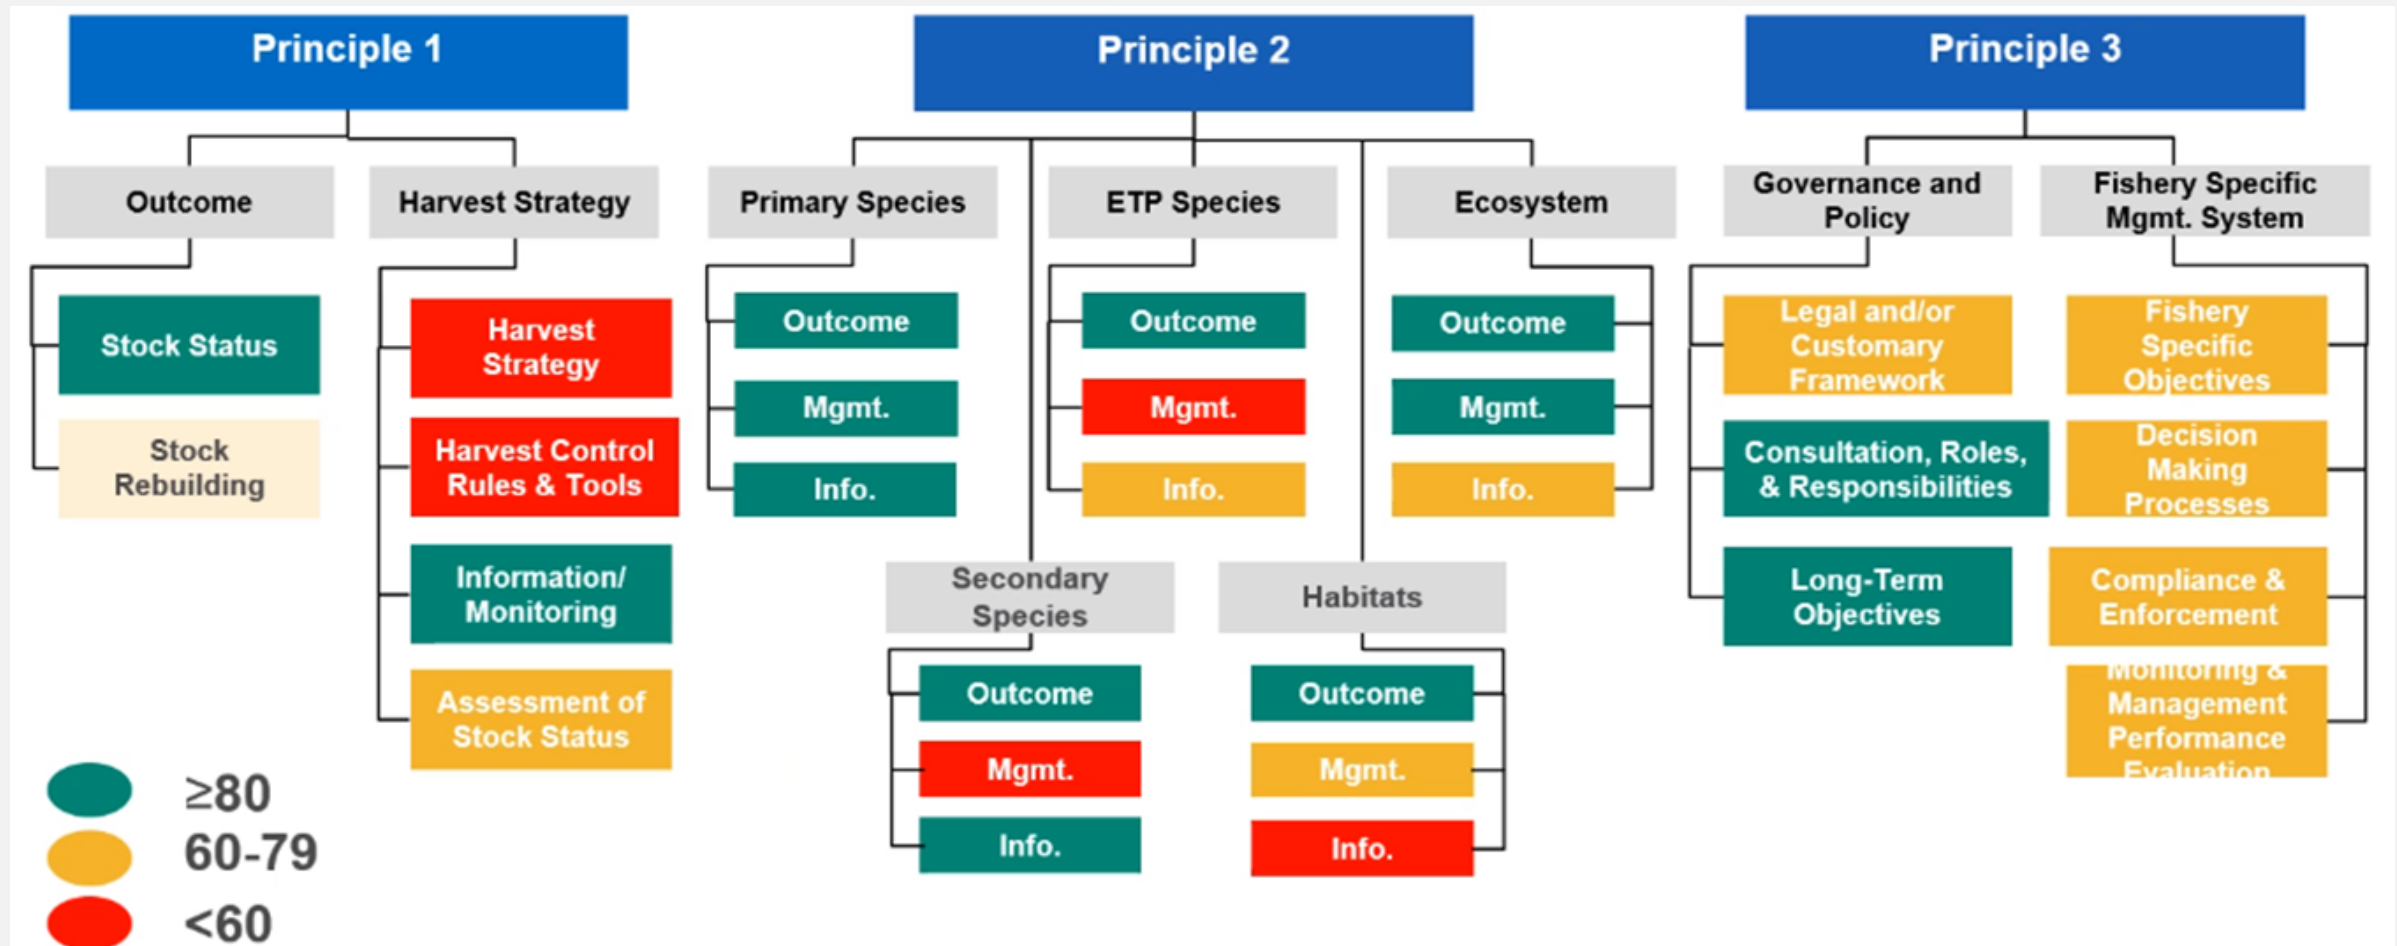 Principle 1
Principle 2
Principle 3
Outcome
Harvest Strategy
Primary Species
ETP Species
Ecosystem
Governance and
Policy
Fishery Specific
Mgmt. System
Stock Status
Stock
Rebuilding
Harvest
Strategy
Harvest Control
Rules & Tools
Information/
Monitoring
Assessment of
Stock Status
Outcome
Mgmt.
Info.
Outcome
Mgmt.
Info.
Outcome
Mgmt.
Info.
Secondary
Species
Outcome
Mgmt.
Info.
Habitats
Outcome
Mgmt.
Info.
Legal and/or
Customary
Framework
Consultation, Roles,
& Responsibilities
Long-Term
Objectives
Fishery
Specific
Objectives
Decision
Making
Processes
Compliance &
Enforcement
Monitoring &
Management
Performance
Evaluation
≥80
60-79
<60